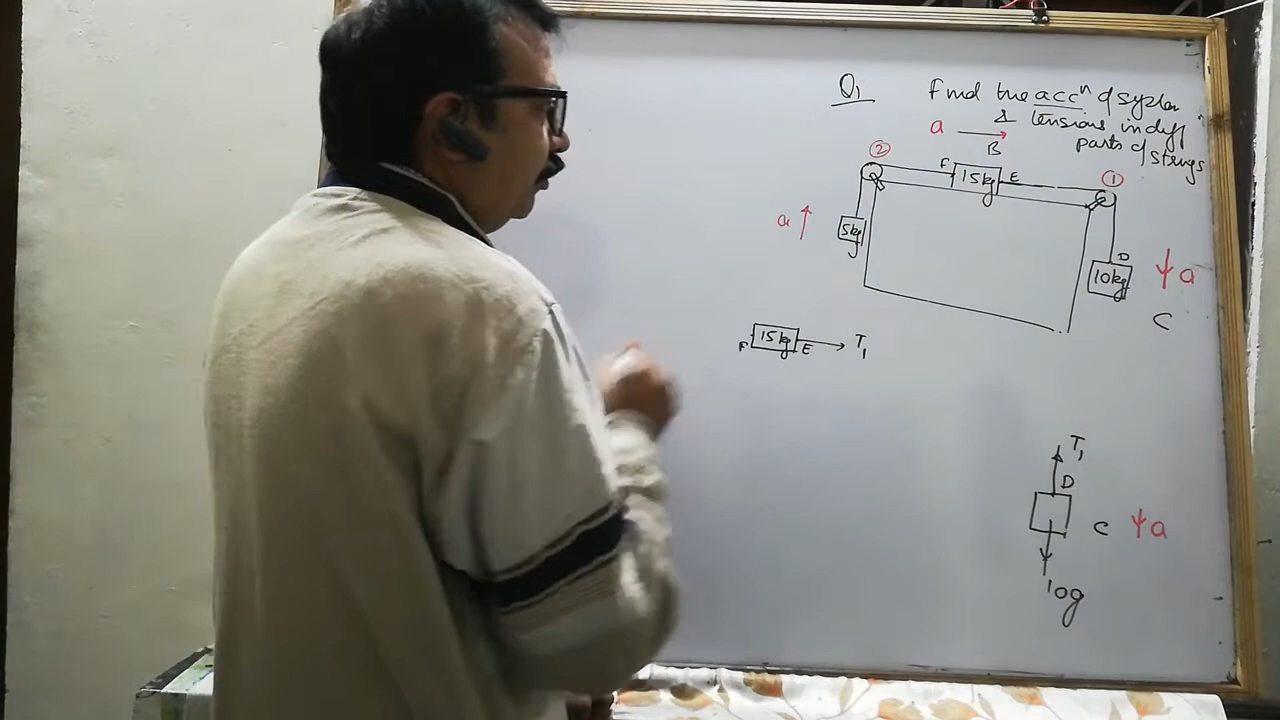 Q1 Find the accn of system
& tensions in diff
parts of strings
a
B
② F 15kg E ①
a 5kg
D
10kg a
C
F 15kg E T1
T1
D
C a
10g